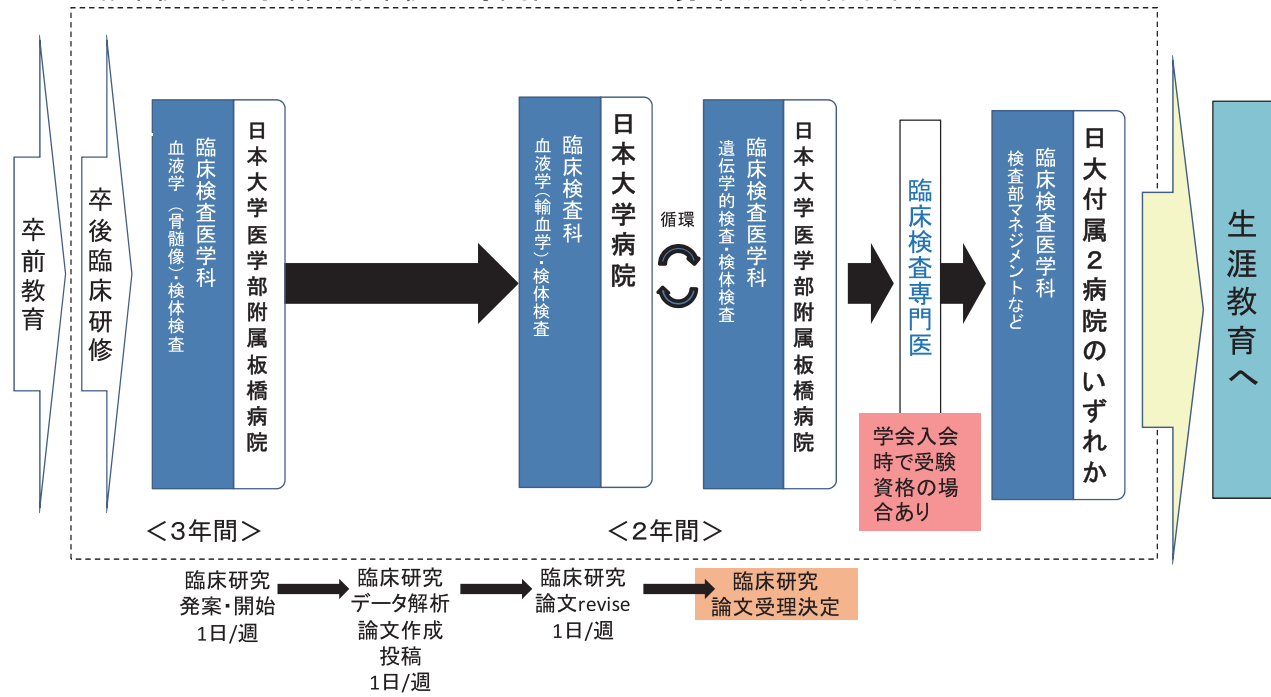 卒前教育
卒後臨床研修
日本大学医学部附属板橋病院
臨床検査医学科
血液学（骨髄像）・検体検査
日本大学病院
臨床検査科
血液学（輸血学）・検体検査
循環
日本大学医学部附属板橋病院
臨床検査医学科
遺伝学的検査・検体検査
臨床検査専門医
学会入会
時で受験
資格の場
合あり
日大付属２病院のいずれか
臨床検査医学科
検査部マネジメントなど
生涯教育へ
＜３年間＞
＜２年間＞
臨床研究
発案・開始
1日/週
臨床研究
データ解析
論文作成
投稿
1日/週
臨床研究
論文revise
1日/週
臨床研究
論文受理決定